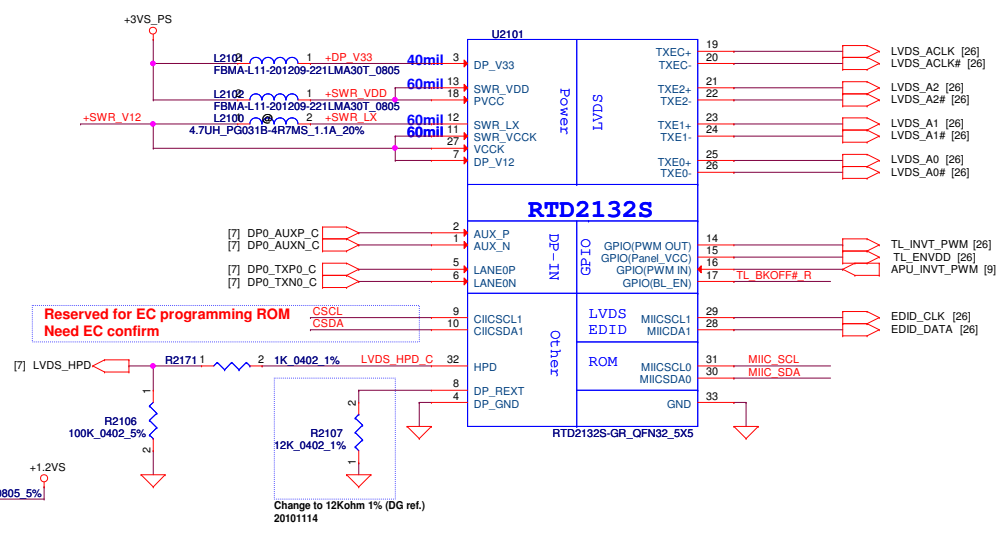 +3VS_PS
U2101
L2101 1 +DP_V33 40mil 3 DP_V33
FBMA-L11-201209-221LMA30T_0805
60mil 13 SWR_VDD
L2102 1 +SWR_VDD 18 PVCC
FBMA-L11-201209-221LMA30T_0805
+SWR_V12 L2100 @ 2 +SWR_LX 60mil 12 SWR_LX
4.7UH_PG031B-4R7MS_1.1A_20% 60mil 11 SWR_VCCK
27 VCCK
7 DP_V12
Power
LVDS
TXEC+ 19 LVDS_ACLK [26]
TXEC- 20 LVDS_ACLK# [26]
TXE2+ 21 LVDS_A2 [26]
TXE2- 22 LVDS_A2# [26]
TXE1+ 23 LVDS_A1 [26]
TXE1- 24 LVDS_A1# [26]
TXE0+ 25 LVDS_A0 [26]
TXE0- 26 LVDS_A0# [26]
RTD2132S
[7] DP0_AUXP_C 2 AUX_P
[7] DP0_AUXN_C 1 AUX_N
[7] DP0_TXP0_C 5 LANE0P
[7] DP0_TXN0_C 6 LANE0N
DP-IN
GPIO
GPIO(PWM OUT) 14 TL_INVT_PWM [26]
GPIO(Panel_VCC) 15 TL_ENVDD [26]
GPIO(PWM IN) 16 APU_INVT_PWM [9]
GPIO(BL_EN) 17 TL_BKOFF#_R
Reserved for EC programming ROM
Need EC confirm
CSCL 9 CIICSCL1
CSDA 10 CIICSDA1
Other
LVDS
EDID
MIICSCL1 29 EDID_CLK [26]
MIICDA1 28 EDID_DATA [26]
ROM
MIICSCL0 31 MIIC_SCL
MIICSDA0 30 MIIC_SDA
[7] LVDS_HPD R2171 1 2 1K_0402_1% LVDS_HPD_C 32 HPD
8 DP_REXT
4 DP_GND
GND 33
RTD2132S-GR_QFN32_5X5
1
R2106
100K_0402_5%
2
2
R2107
12K_0402_1%
1
+1.2VS
0805_5%
Change to 12Kohm 1% (DG ref.)
20101114